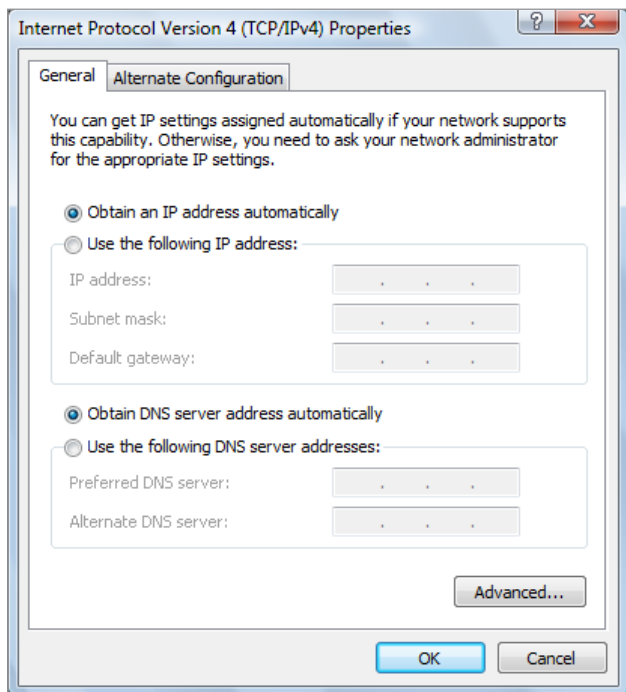 Internet Protocol Version 4 (TCP/IPv4) Properties
General
Alternate Configuration
You can get IP settings assigned automatically if your network supports
this capability. Otherwise, you need to ask your network administrator
for the appropriate IP settings.
Obtain an IP address automatically
Use the following IP address:
IP address: . . .
Subnet mask: . . .
Default gateway: . . .
Obtain DNS server address automatically
Use the following DNS server addresses:
Preferred DNS server: . . .
Alternate DNS server: . . .
Advanced...
OK Cancel